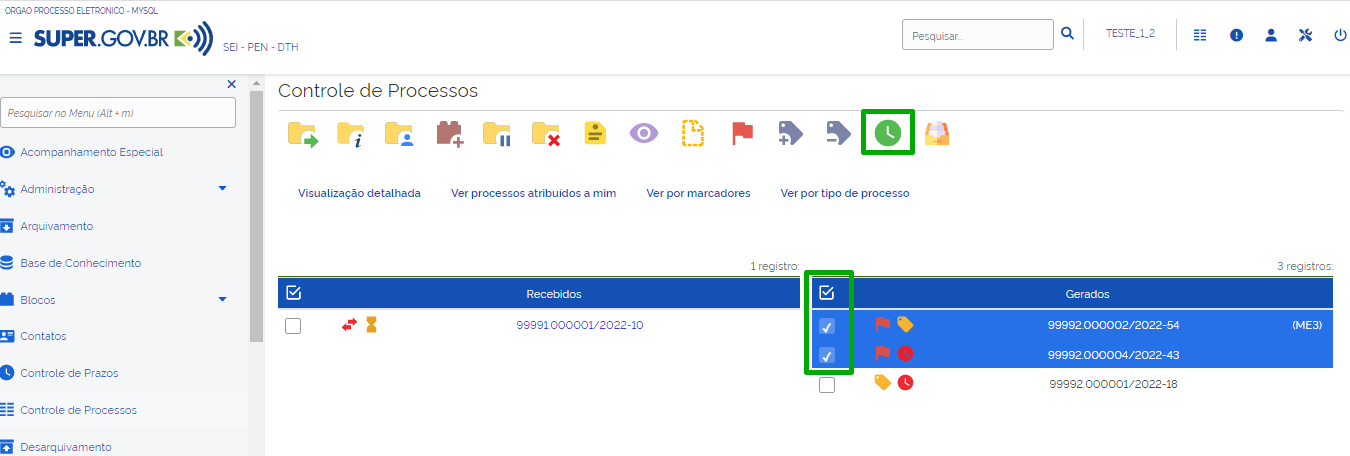 ORGAO PROCESSO ELETRONICO - MYSQL
SUPER.GOV.BR
SEI - PEN - DTH
Pesquisar...
TESTE_1_2
Pesquisar no Menu (Alt + m)
Acompanhamento Especial
Administração
Arquivamento
Base de Conhecimento
Blocos
Contatos
Controle de Prazos
Controle de Processos
Desarquivamento
Controle de Processos
Visualização detalhada
Ver processos atribuídos a mim
Ver por marcadores
Ver por tipo de processo
1 registro:
Recebidos
99991.000001/2022-10
3 registros:
Gerados
99992.000002/2022-54 (ME3)
99992.000004/2022-43
99992.000001/2022-18